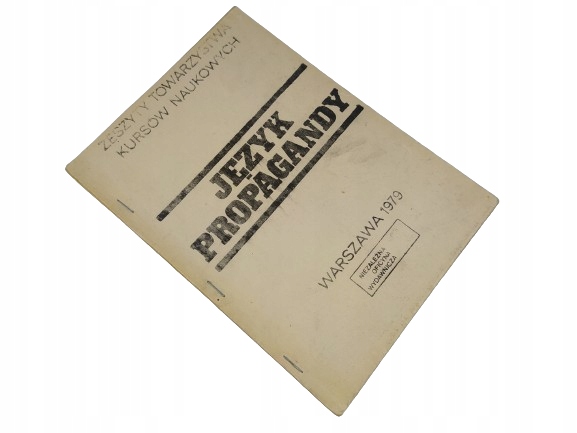 ZESZYTY TOWARZYSTWA
KURSÓW NAUKOWYCH
JĘZYK
PROPAGANDY
WARSZAWA 1979
NIEZALEŻNA
OFICYNA
WYDAWNICZA